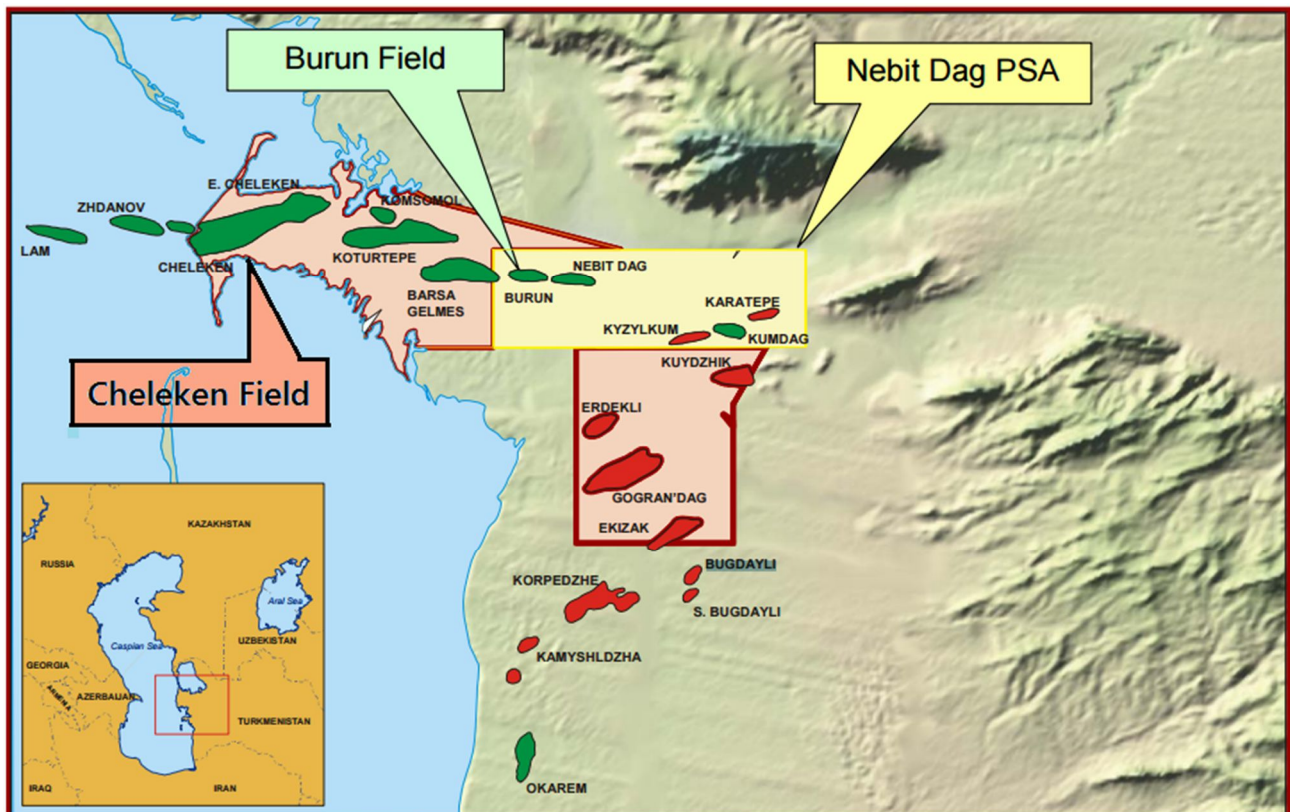 Burun Field
Nebit Dag PSA
E. CHELEKEN
KOMSOMOL
ZHDANOV
LAM
CHELEKEN
KOTURTEPE
NEBIT DAG
BARSA
GELMES
BURUN
KARATEPE
KYZYLKUM
KUMDAG
Cheleken Field
KUYDZHIK
ERDEKLI
GOGRAN'DAG
EKIZAK
BUGDAYLI
KORPEDZHE
S. BUGDAYLI
KAMYSHLDZHA
OKAREM
KAZAKHSTAN
RUSSIA
Aral Sea
Caspian Sea
UZBEKISTAN
GEORGIA
ARMENIA
AZERBAIJAN
TURKMENISTAN
IRAQ
IRAN